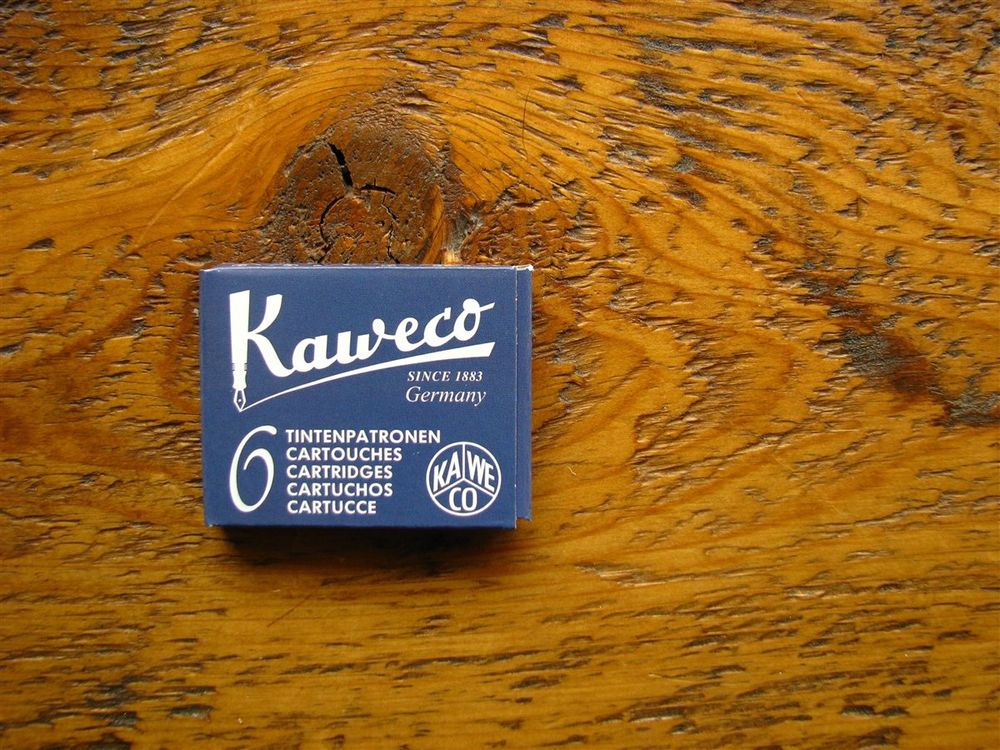 Kaweco
SINCE 1883
Germany
6
TINTENPATRONEN
CARTOUCHES
CARTRIDGES
CARTUCHOS
CARTUCCE
KA WE
CO